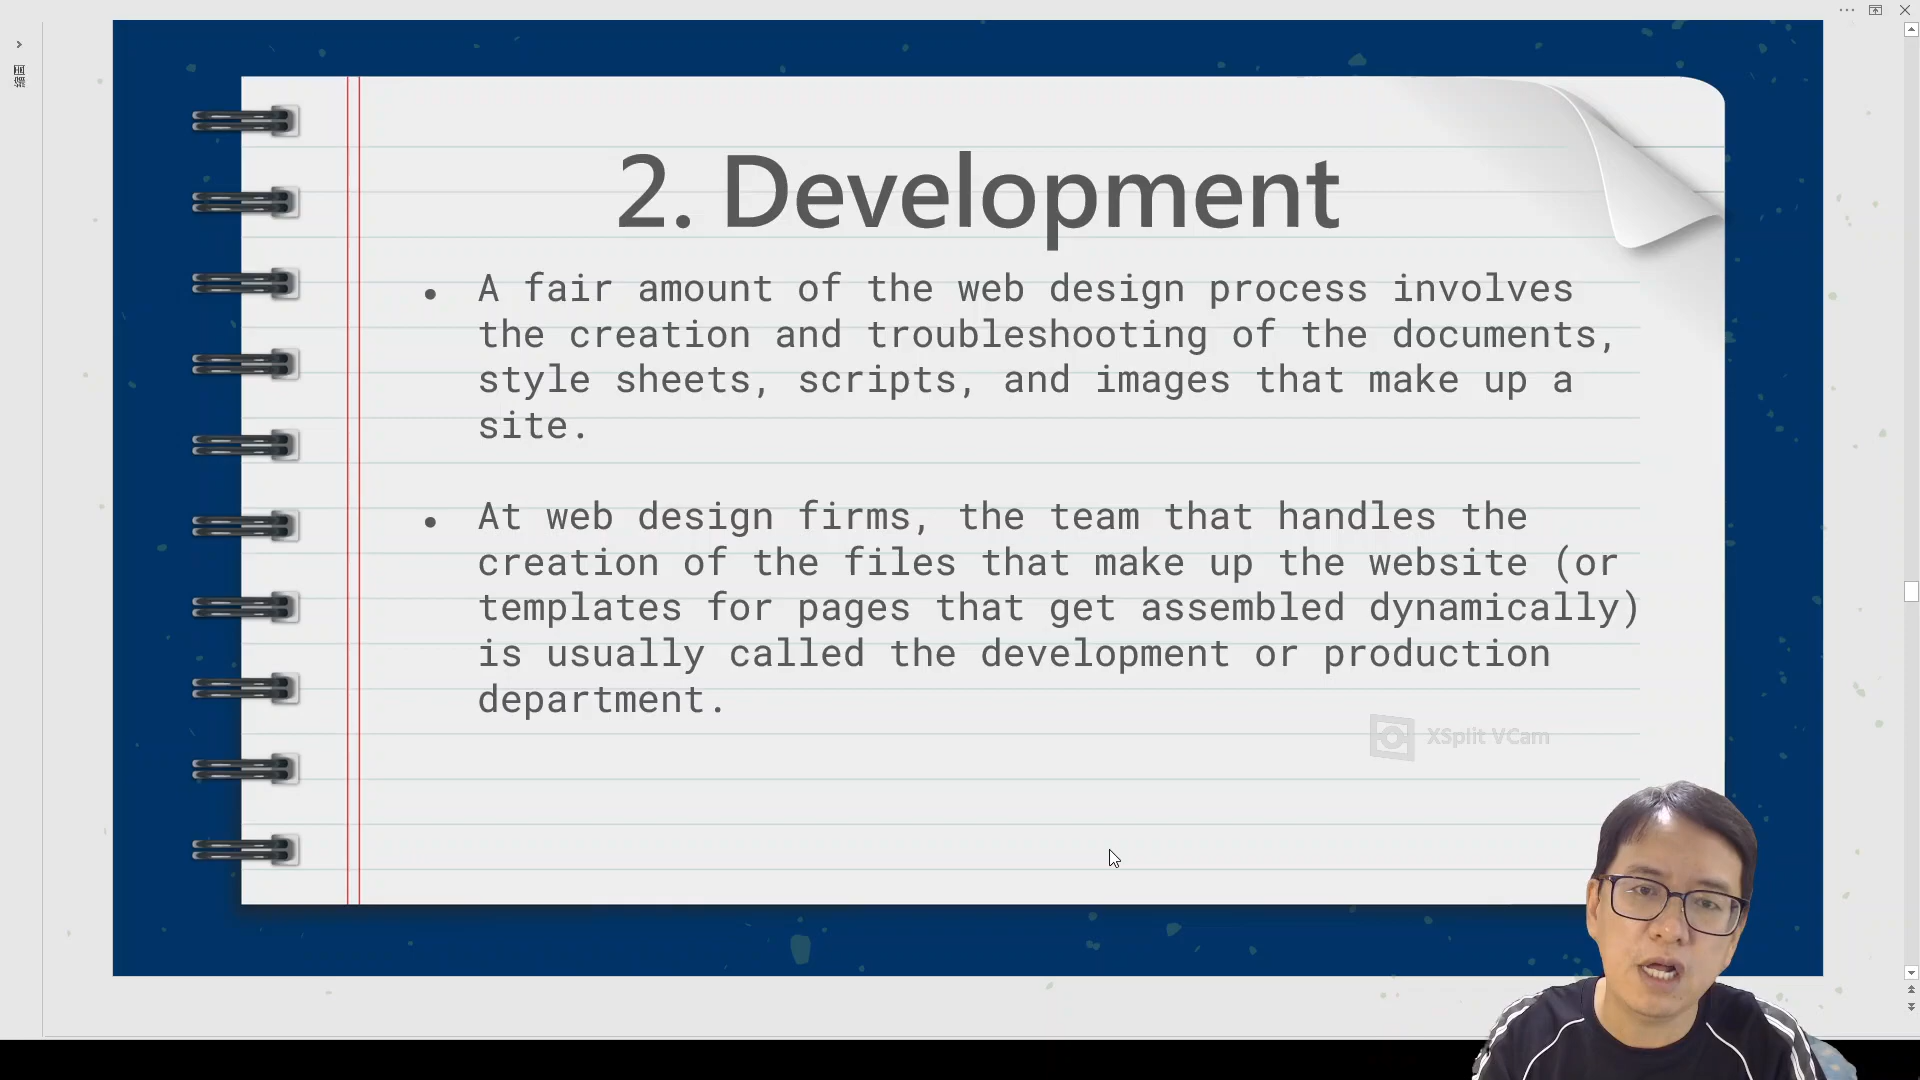 2. Development
• A fair amount of the web design process involves
the creation and troubleshooting of the documents,
style sheets, scripts, and images that make up a
site.
• At web design firms, the team that handles the
creation of the files that make up the website (or
templates for pages that get assembled dynamically)
is usually called the development or production
department.
XSplit VCam